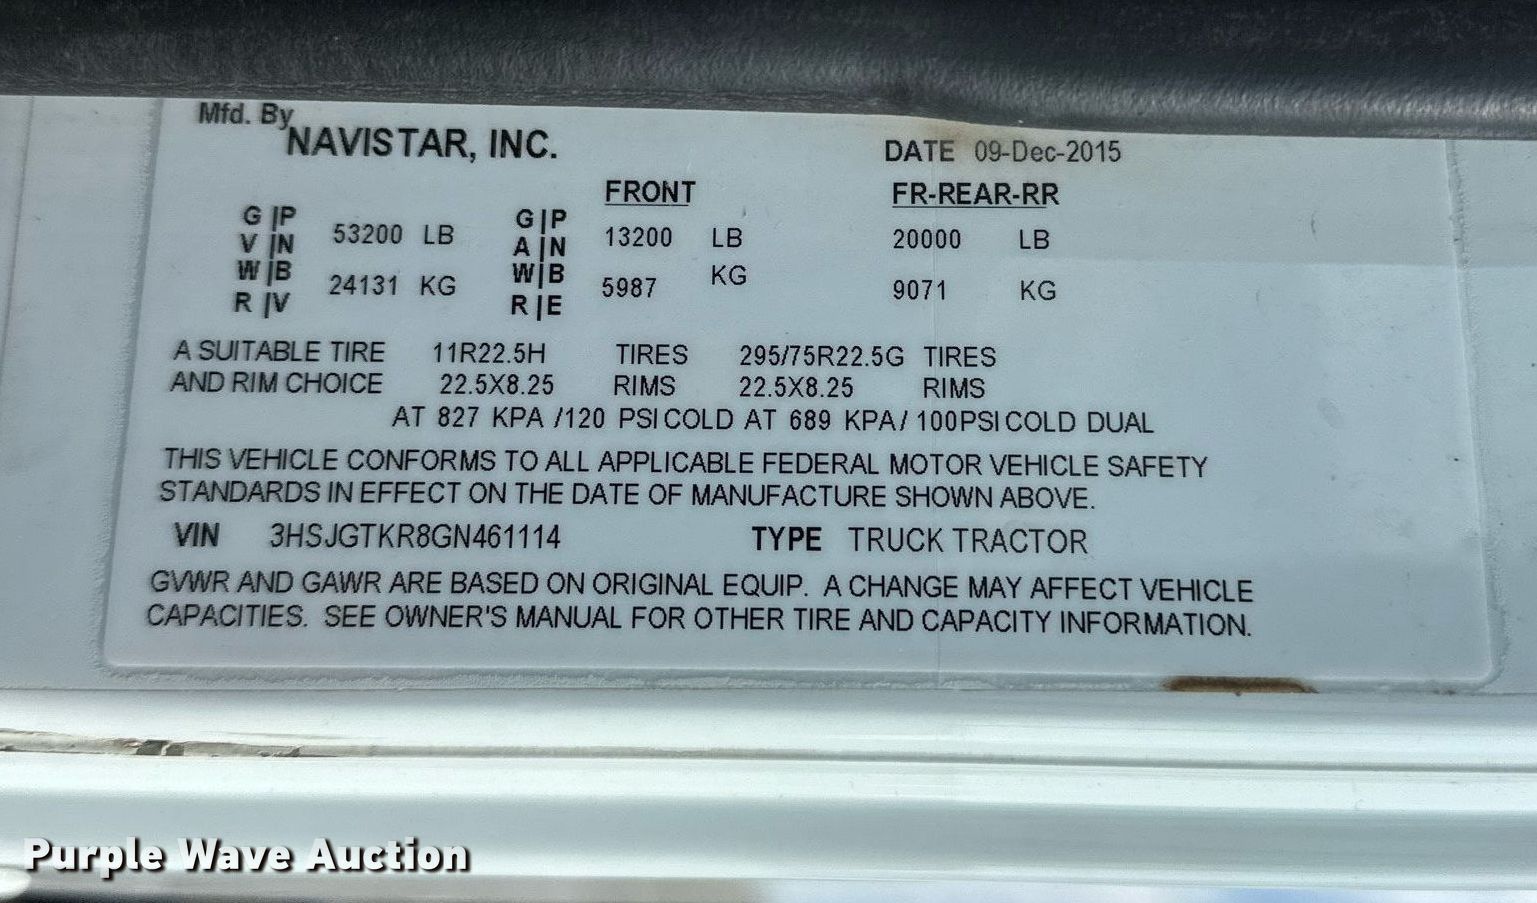 Mfd. By
NAVISTAR, INC.
DATE 09-Dec-2015
FRONT FR-REAR-RR
G|P G|P
V|N 53200 LB A|N 13200 LB 20000 LB
W|B W|B
R|V 24131 KG R|E 5987 KG 9071 KG
A SUITABLE TIRE 11R22.5H TIRES 295/75R22.5G TIRES
AND RIM CHOICE 22.5X8.25 RIMS 22.5X8.25 RIMS
AT 827 KPA /120 PSI COLD AT 689 KPA/ 100PSI COLD DUAL
THIS VEHICLE CONFORMS TO ALL APPLICABLE FEDERAL MOTOR VEHICLE SAFETY
STANDARDS IN EFFECT ON THE DATE OF MANUFACTURE SHOWN ABOVE.
VIN 3HSJGTKR8GN461114 TYPE TRUCK TRACTOR
GVWR AND GAWR ARE BASED ON ORIGINAL EQUIP. A CHANGE MAY AFFECT VEHICLE
CAPACITIES. SEE OWNER'S MANUAL FOR OTHER TIRE AND CAPACITY INFORMATION.
Purple Wave Auction